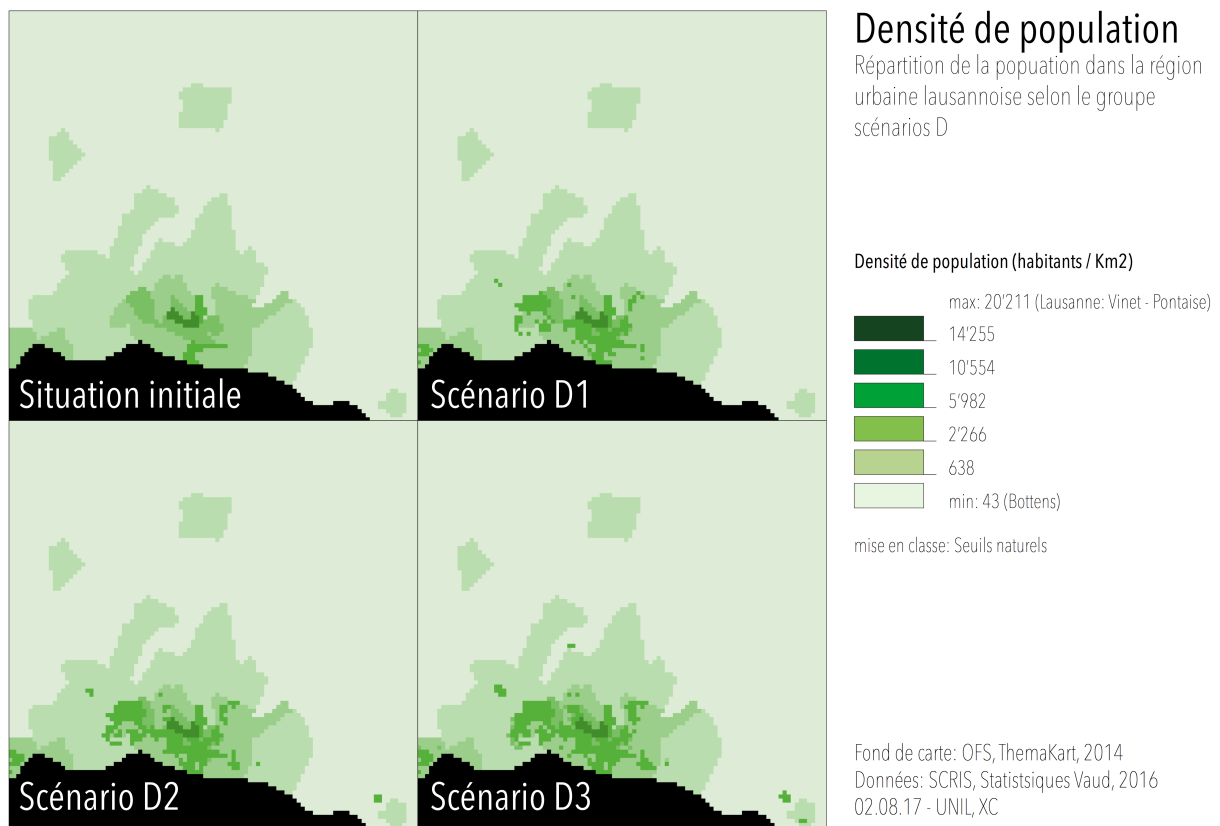 Situation initiale
Scénario D1
Scénario D2
Scénario D3
Densité de population
Répartition de la popuation dans la région
urbaine lausannoise selon le groupe
scénarios D
Densité de population (habitants / Km2)
max: 20'211 (Lausanne: Vinet - Pontaise)
14'255
10'554
5'982
2'266
638
min: 43 (Bottens)
mise en classe: Seuils naturels
Fond de carte: OFS, ThemaKart, 2014
Données: SCRIS, Statistsiques Vaud, 2016
02.08.17 - UNIL, XC